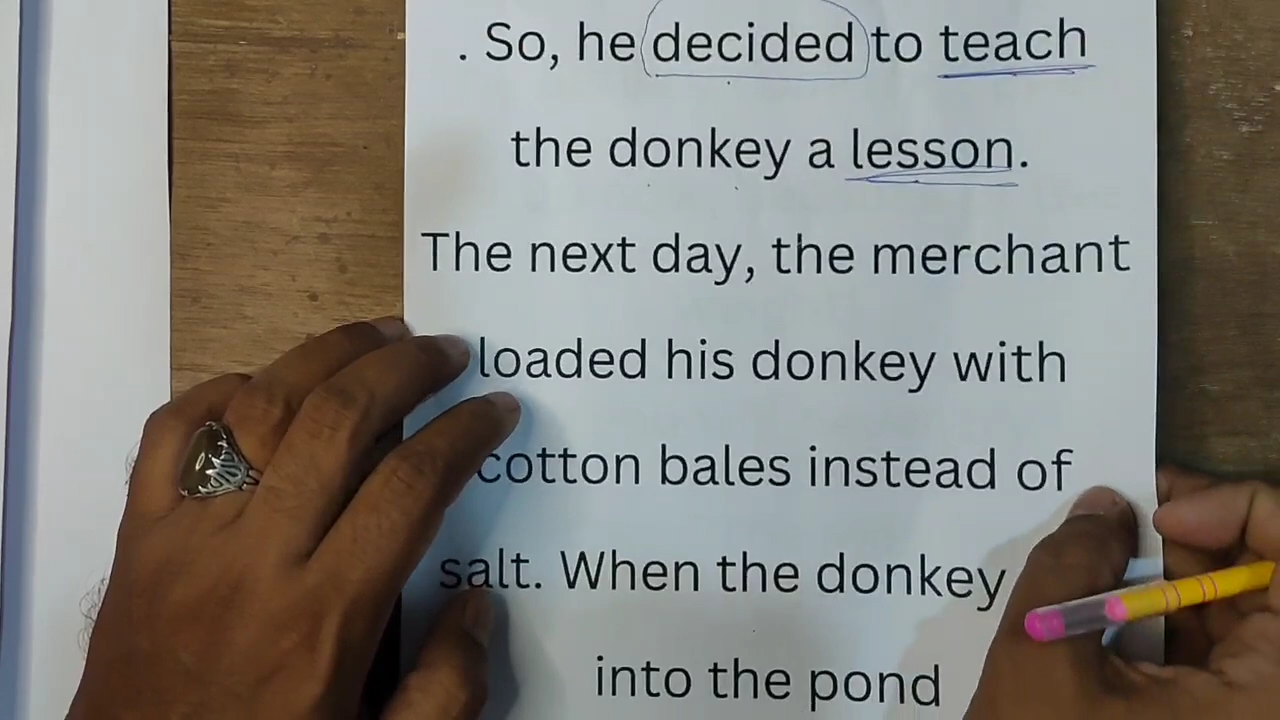 . So, he decided to teach
the donkey a lesson.
The next day, the merchant
loaded his donkey with
cotton bales instead of
salt. When the donkey
into the pond